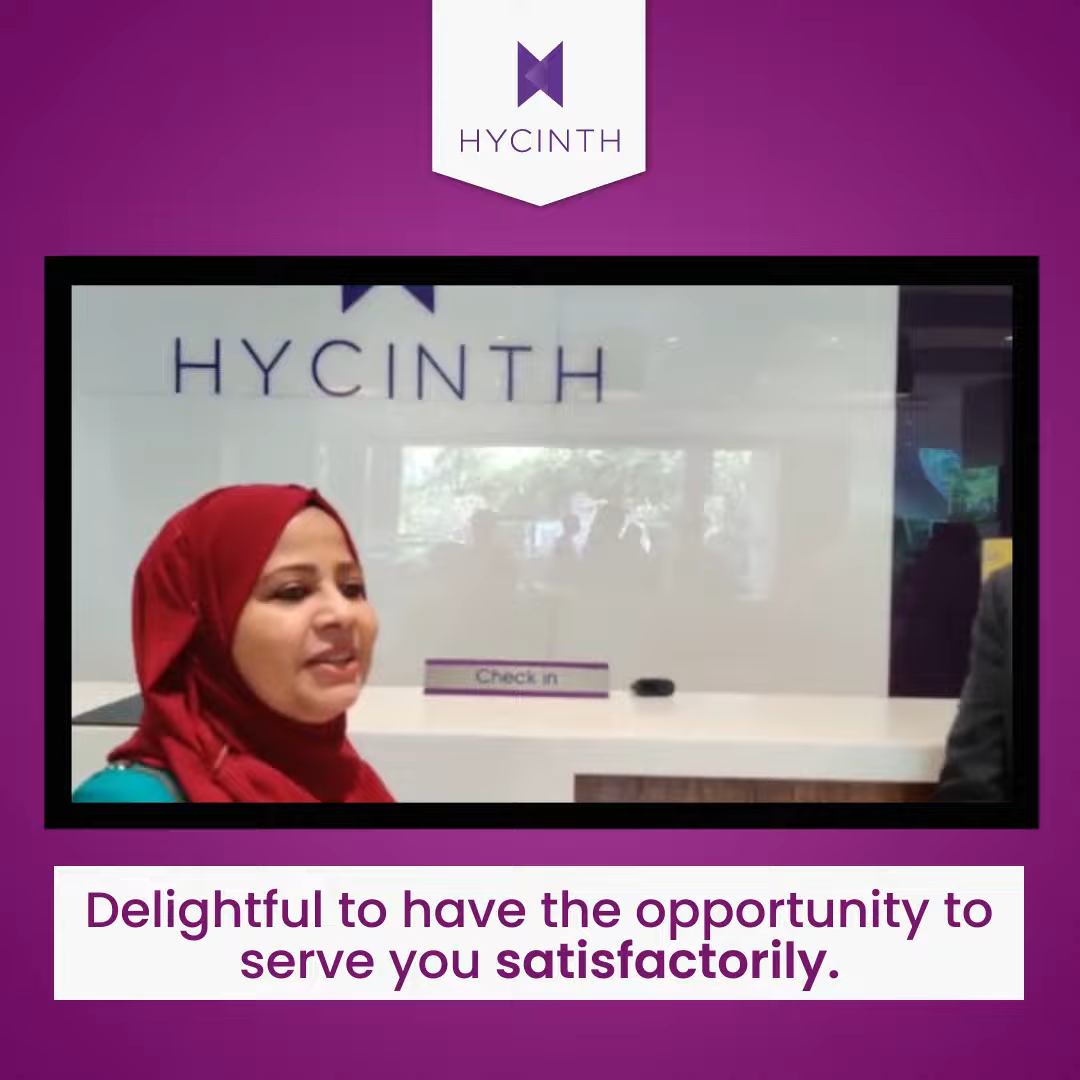 HYCINTH
HYCINTH
Check in
Delightful to have the opportunity to
serve you satisfactorily.